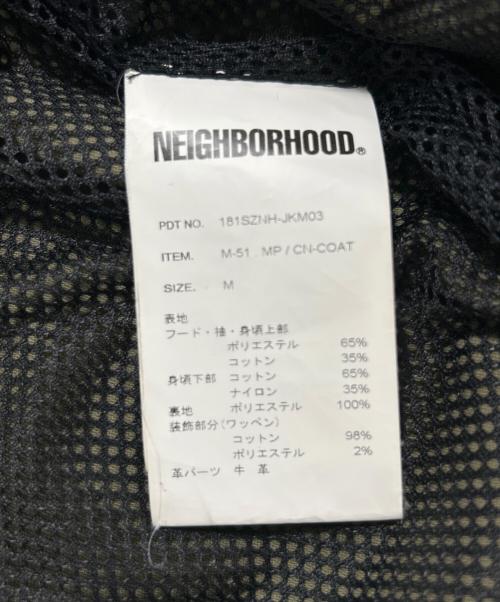 NEIGHBORHOOD®
PDT NO. 181SZNH-JKM03
ITEM. M-51 . MP / CN-COAT
SIZE. M
表地
フード・袖・身頃上部
ポリエステル 65%
コットン 35%
身頃下部 コットン 65%
ナイロン 35%
裏地 ポリエステル 100%
装飾部分(ワッペン)
コットン 98%
ポリエステル 2%
革パーツ 牛 革